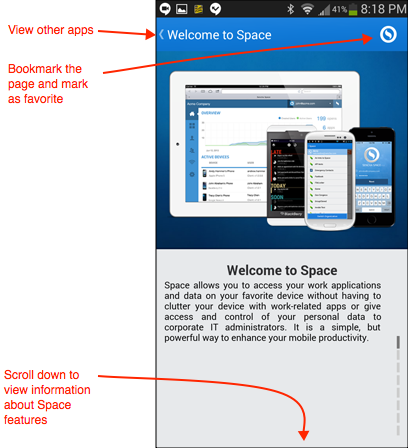 41% 8:18 PM
View other apps
Welcome to Space
Bookmark the
page and mark
as favorite
OVERVIEW
ACTIVE DEVICES
LATE
TODAY
SOON
BlackBerry
Welcome to Space
Space allows you to access your work applications
and data on your favorite device without having to
clutter your device with work-related apps or give
access and control of your personal data to
corporate IT administrators. It is a simple, but
powerful way to enhance your mobile productivity.
Scroll down to
view information
about Space
features